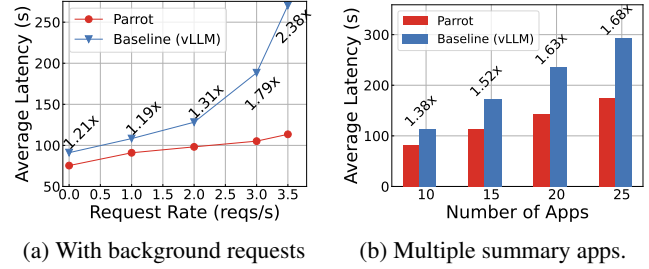 Average Latency (s)
250
200
150
100
50
Parrot
Baseline (vLLM)
1.21x
1.19x
1.31x
1.79x
2.38x
0.0 0.5 1.0 1.5 2.0 2.5 3.0 3.5
Request Rate (reqs/s)
(a) With background requests
Average Latency (s)
300
200
100
0
Parrot
Baseline (vLLM)
1.38x
1.52x
1.63x
1.68x
10 15 20 25
Number of Apps
(b) Multiple summary apps.